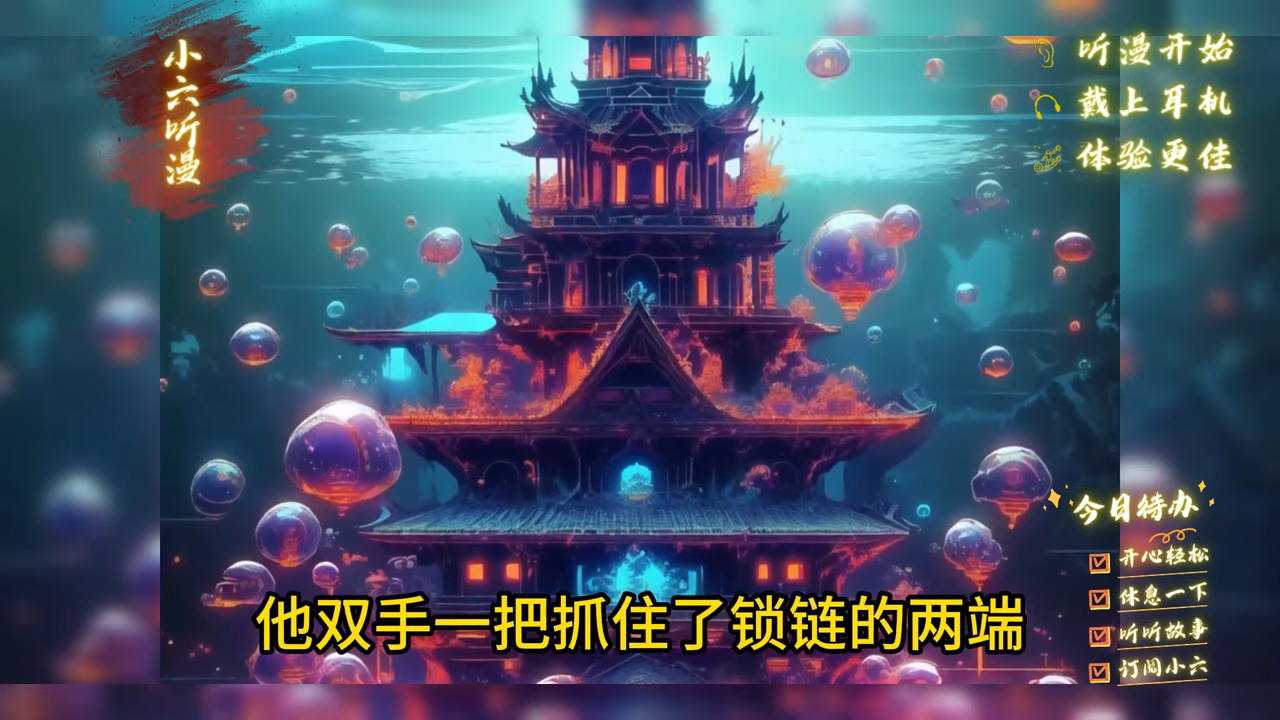 小六听漫
听漫开始
戴上耳机
体验更佳
今日待办
开心轻松
休息一下
听听故事
订阅小六
他双手一把抓住了锁链的两端